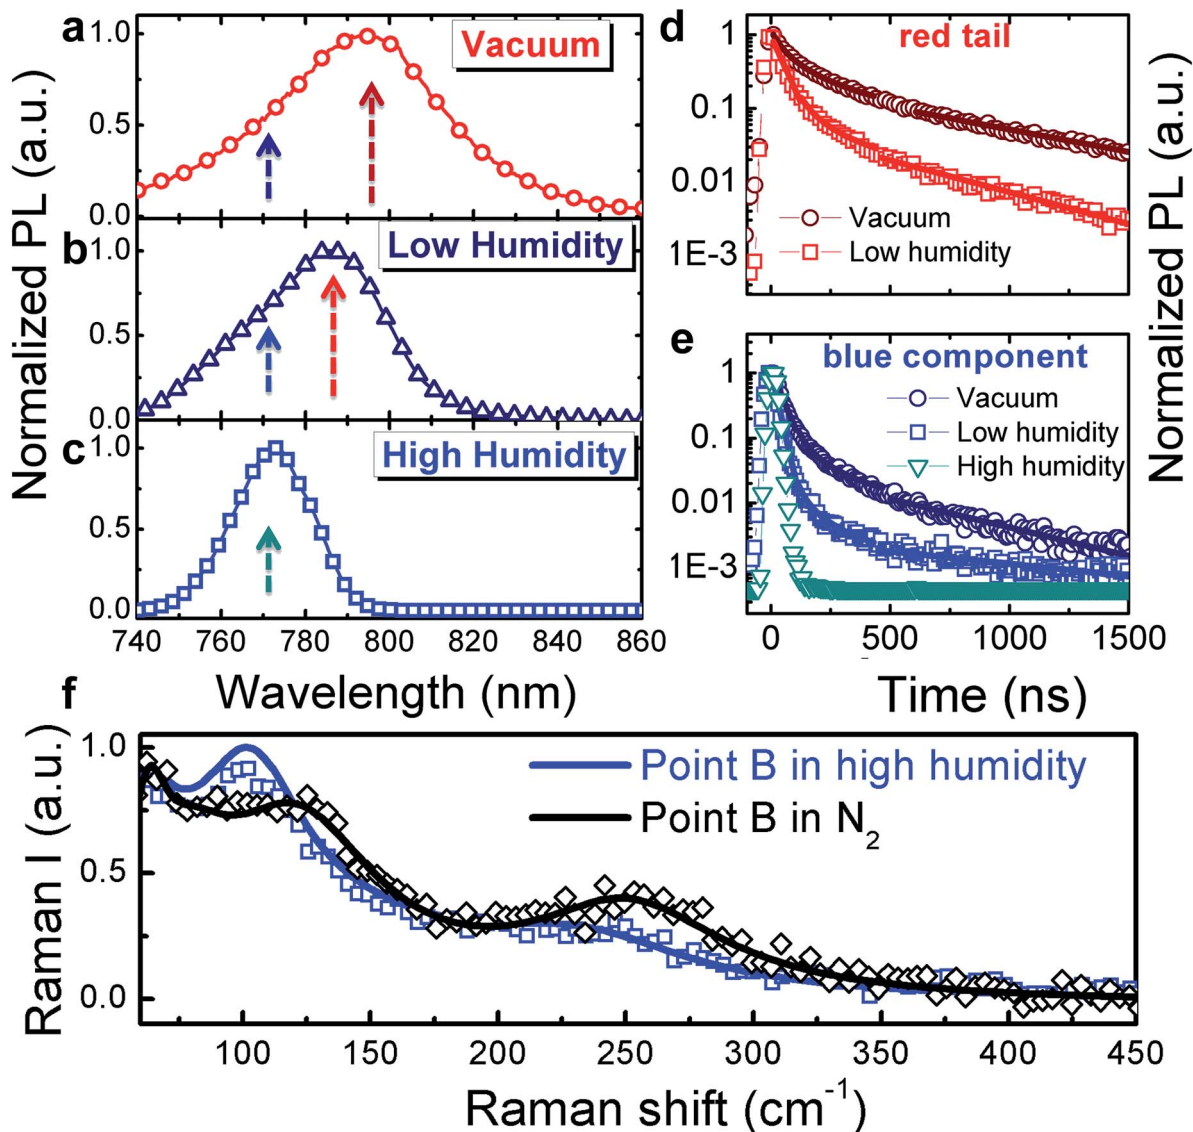 a
Vacuum
1.0
0.5
0.0
b
Low Humidity
1.0
0.5
0.0
c
High Humidity
1.0
0.5
0.0
740 760 780 800 820 840 860
Wavelength (nm)
Normalized PL (a.u.)
d
red tail
1
0.1
0.01
1E-3
Vacuum
Low humidity
e
blue component
1
0.1
0.01
1E-3
Vacuum
Low humidity
High humidity
0 500 1000 1500
Time (ns)
Normalized PL (a.u.)
f
Point B in high humidity
Point B in N₂
1.0
0.5
0.0
Raman I (a.u.)
100 150 200 250 300 350 400 450
Raman shift (cm⁻¹)